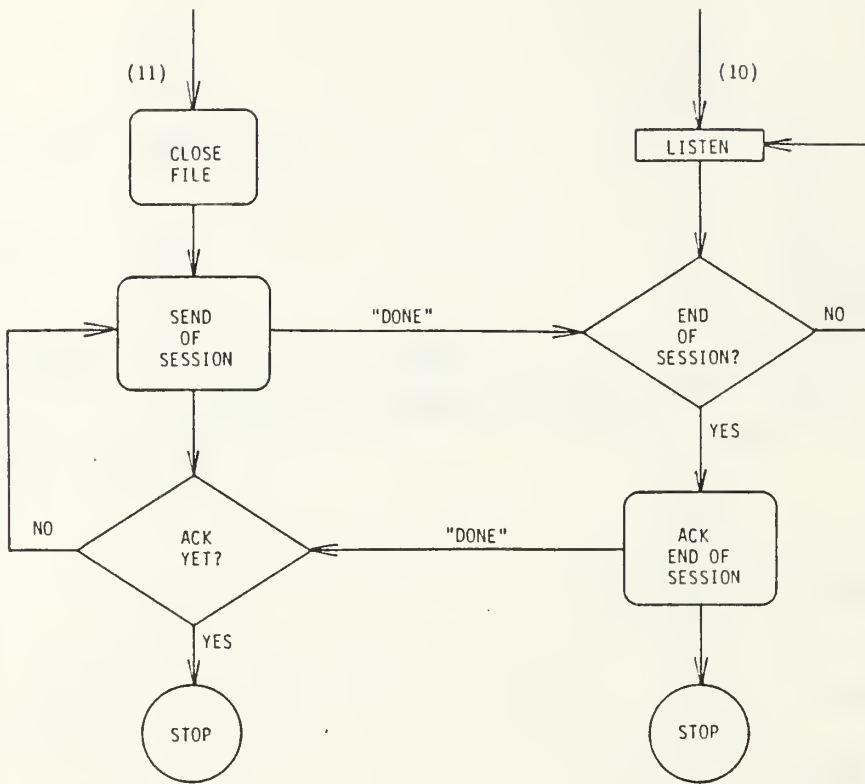 (11)
(10)
CLOSE
FILE
LISTEN
SEND
OF
SESSION
"DONE"
END
OF
SESSION?
NO
YES
NO
ACK
YET?
"DONE"
ACK
END OF
SESSION
YES
STOP
STOP